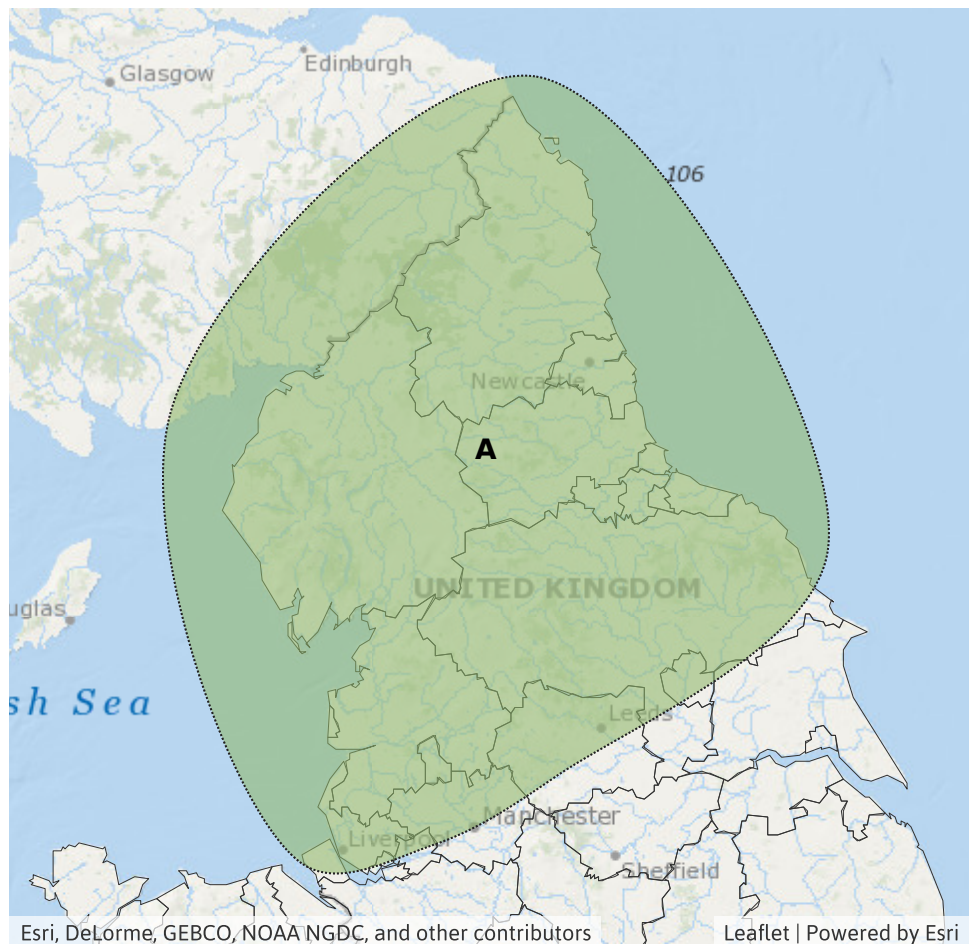 Glasgow
Edinburgh
106
Newcastle
A
UNITED KINGDOM
uglas
sh Sea
Leeds
Manchester
Liverpool
Sheffield
Esri, DeLorme, GEBCO, NOAA NGDC, and other contributors
Leaflet | Powered by Esri